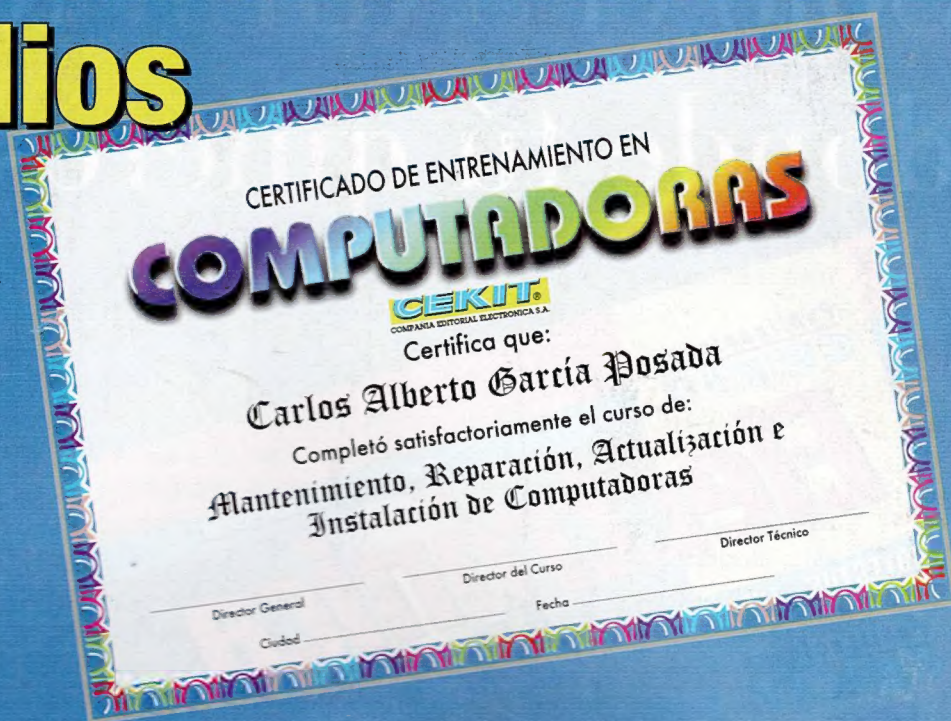 CERTIFICADO DE ENTRENAMIENTO EN
COMPUTADORAS
CEKIT®
COMPAÑIA EDITORIAL ELECTRONICA S.A.
Certifica que:
Carlos Alberto García Posada
Completó satisfactoriamente el curso de:
Mantenimiento, Reparación, Actualización e
Instalación de Computadoras
Director General
Director del Curso
Director Técnico
Ciudad
Fecha